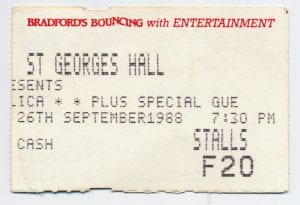 BRADFORD'S BOUNCING with ENTERTAINMENT
ST GEORGES HALL
ESENTS
LICA * * PLUS SPECIAL GUE
26TH SEPTEMBER1988 7:30 PM
CASH STALLS
F20